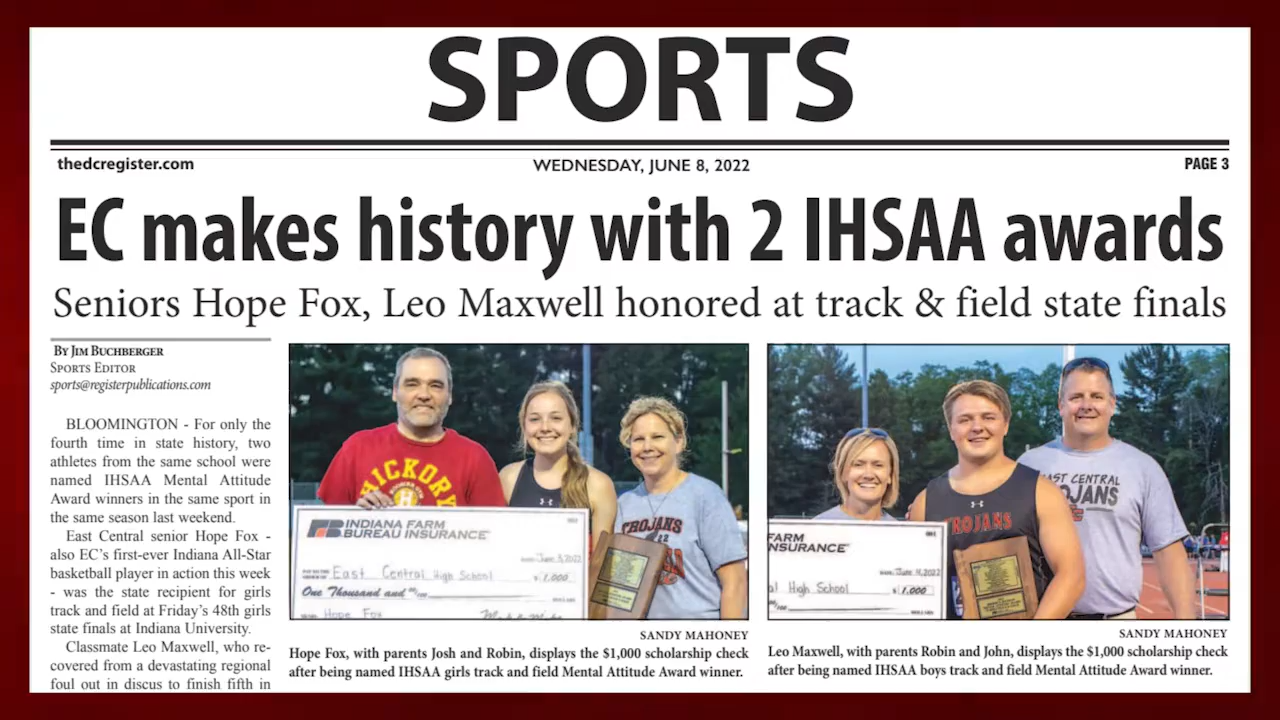 SPORTS
thedcregister.com WEDNESDAY, JUNE 8, 2022 PAGE 3
EC makes history with 2 IHSAA awards
Seniors Hope Fox, Leo Maxwell honored at track & field state finals
BY JIM BUCHBERGER
SPORTS EDITOR
sports@registerpublications.com
BLOOMINGTON - For only the
fourth time in state history, two
athletes from the same school were
named IHSAA Mental Attitude
Award winners in the same sport in
the same season last weekend.
East Central senior Hope Fox -
also EC's first-ever Indiana All-Star
basketball player in action this week
- was the state recipient for girls
track and field at Friday's 48th girls
state finals at Indiana University.
Classmate Leo Maxwell, who re-
covered from a devastating regional
foul out in discus to finish fifth in
HICKORY
TROJANS
INDIANA FARM
BUREAU INSURANCE
June 3, 2022
East Central High School $ 1,000
One Thousand and
Hope Fox
SANDY MAHONEY
Hope Fox, with parents Josh and Robin, displays the $1,000 scholarship check
after being named IHSAA girls track and field Mental Attitude Award winner.
TROJANS
EAST CENTRAL
TROJANS
FARM
INSURANCE
June 4, 2022
al High School $ 1,000
SANDY MAHONEY
Leo Maxwell, with parents Robin and John, displays the $1,000 scholarship check
after being named IHSAA boys track and field Mental Attitude Award winner.